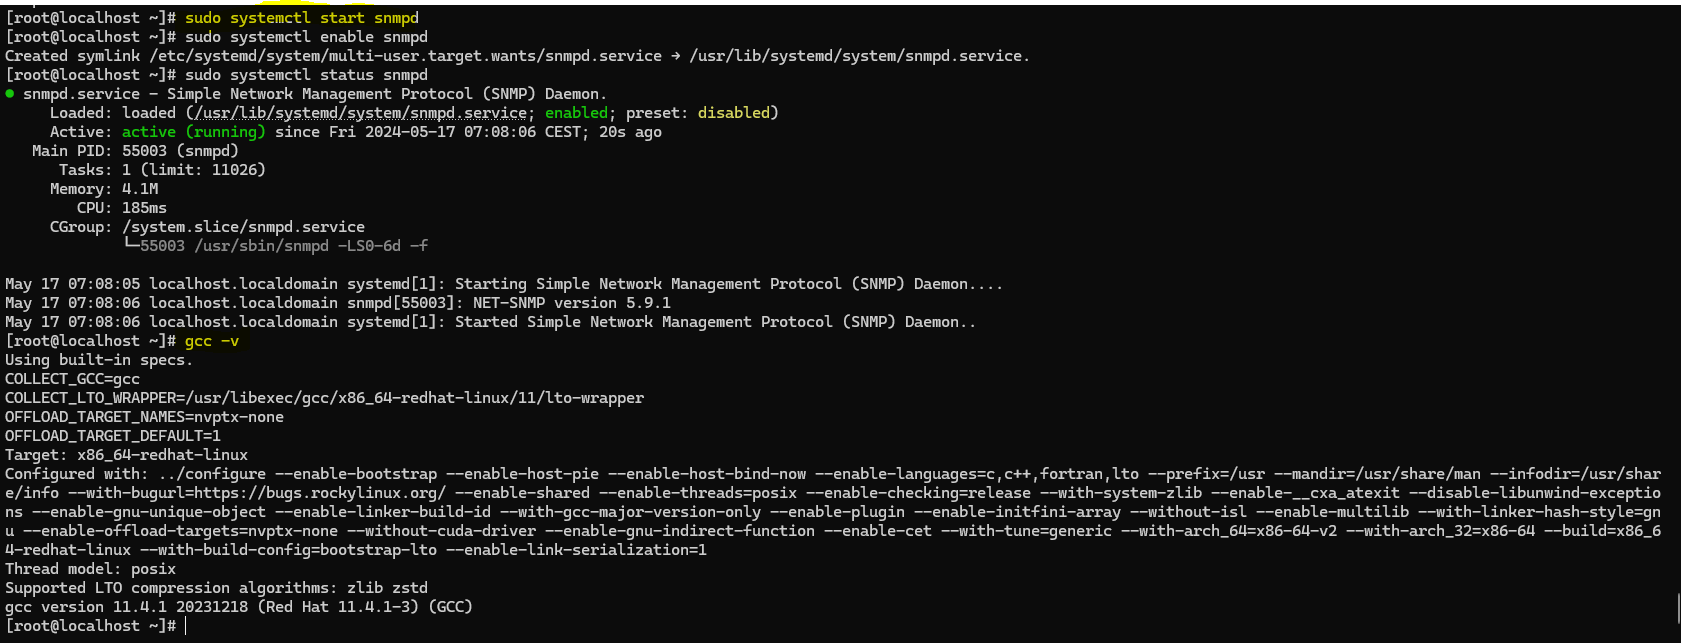 [root@localhost ~]# sudo systemctl start snmpd
[root@localhost ~]# sudo systemctl enable snmpd
Created symlink /etc/systemd/system/multi-user.target.wants/snmpd.service → /usr/lib/systemd/system/snmpd.service.
[root@localhost ~]# sudo systemctl status snmpd
● snmpd.service - Simple Network Management Protocol (SNMP) Daemon.
     Loaded: loaded (/usr/lib/systemd/system/snmpd.service; enabled; preset: disabled)
     Active: active (running) since Fri 2024-05-17 07:08:06 CEST; 20s ago
   Main PID: 55003 (snmpd)
      Tasks: 1 (limit: 11026)
     Memory: 4.1M
        CPU: 185ms
     CGroup: /system.slice/snmpd.service
             └─55003 /usr/sbin/snmpd -LS0-6d -f
May 17 07:08:05 localhost.localdomain systemd[1]: Starting Simple Network Management Protocol (SNMP) Daemon....
May 17 07:08:06 localhost.localdomain snmpd[55003]: NET-SNMP version 5.9.1
May 17 07:08:06 localhost.localdomain systemd[1]: Started Simple Network Management Protocol (SNMP) Daemon..
[root@localhost ~]# gcc -v
Using built-in specs.
COLLECT_GCC=gcc
COLLECT_LTO_WRAPPER=/usr/libexec/gcc/x86_64-redhat-linux/11/lto-wrapper
OFFLOAD_TARGET_NAMES=nvptx-none
OFFLOAD_TARGET_DEFAULT=1
Target: x86_64-redhat-linux
Configured with: ../configure --enable-bootstrap --enable-host-pie --enable-host-bind-now --enable-languages=c,c++,fortran,lto --prefix=/usr --mandir=/usr/share/man --infodir=/usr/shar
e/info --with-bugurl=https://bugs.rockylinux.org/ --enable-shared --enable-threads=posix --enable-checking=release --with-system-zlib --enable-__cxa_atexit --disable-libunwind-exceptio
ns --enable-gnu-unique-object --enable-linker-build-id --with-gcc-major-version-only --enable-plugin --enable-initfini-array --without-isl --enable-multilib --with-linker-hash-style=gn
u --enable-offload-targets=nvptx-none --without-cuda-driver --enable-gnu-indirect-function --enable-cet --with-tune=generic --with-arch_64=x86-64-v2 --with-arch_32=x86-64 --build=x86_6
4-redhat-linux --with-build-config=bootstrap-lto --enable-link-serialization=1
Thread model: posix
Supported LTO compression algorithms: zlib zstd
gcc version 11.4.1 20231218 (Red Hat 11.4.1-3) (GCC)
[root@localhost ~]#